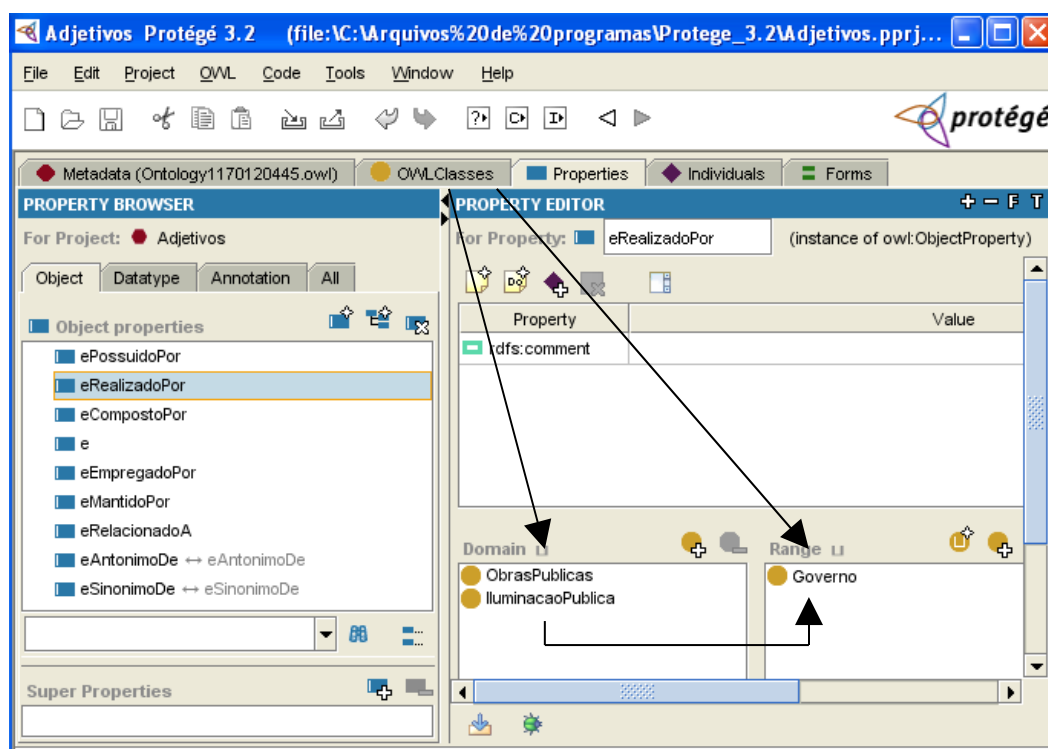 Adjetivos Protégé 3.2 (file:\C:\Arquivos%20de%20programas\Protege_3.2\Adjetivos.pprj...
File Edit Project OWL Code Tools Window Help
protégé
Metadata (Ontology1170120445.owl) OWLClasses Properties Individuals Forms
PROPERTY BROWSER
For Project: Adjetivos
Object Datatype Annotation All
Object properties
ePossuidoPor
eRealizadoPor
eCompostoPor
e
eEmpregadoPor
eMantidoPor
eRelacionadoA
eAntonimoDe ↔ eAntonimoDe
eSinonimoDe ↔ eSinonimoDe
Super Properties
PROPERTY EDITOR + − F T
For Property: eRealizadoPor (instance of owl:ObjectProperty)
Property Value
rdfs:comment
Domain ⊔
ObrasPublicas
IluminacaoPublica
Range ⊔
Governo